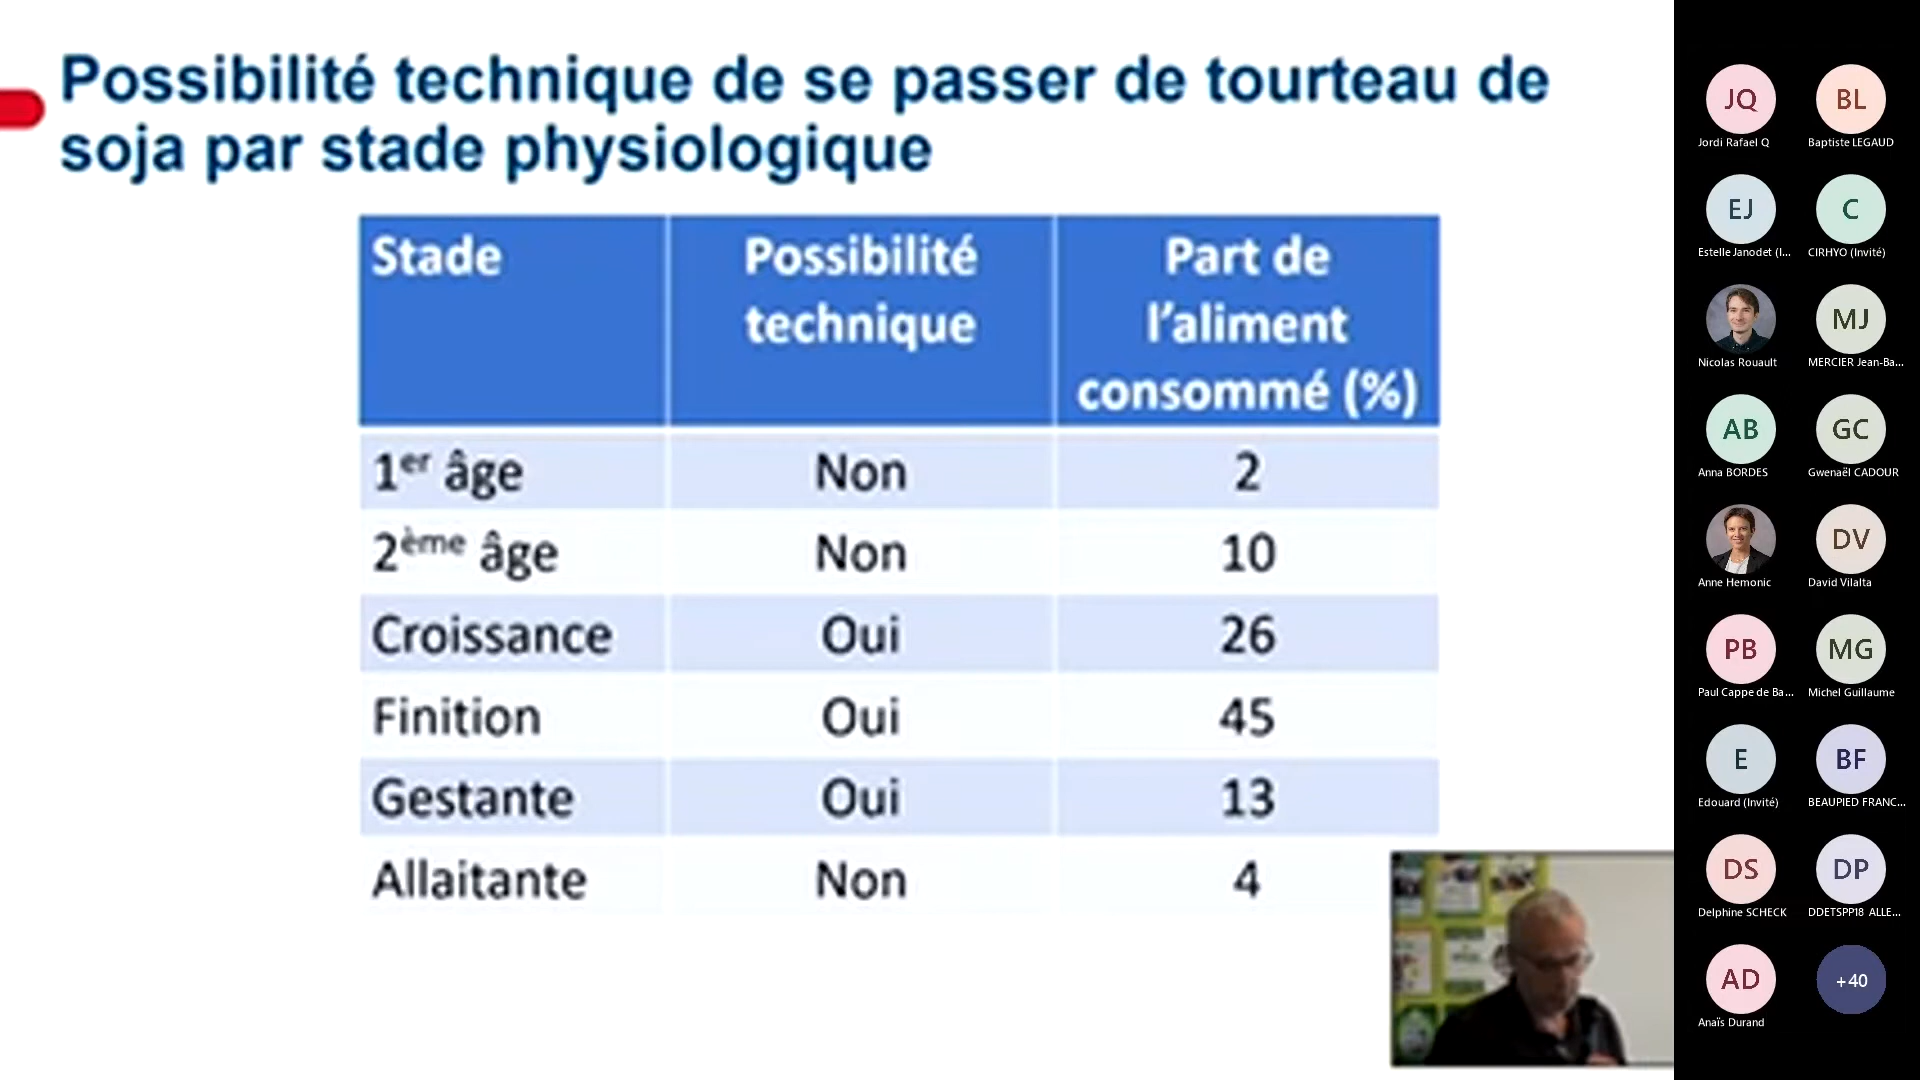 Possibilité technique de se passer de tourteau de
soja par stade physiologique
Stade
Possibilité
technique
Part de
l’aliment
consommé (%)
1er âge
Non
2
2ème âge
Non
10
Croissance
Oui
26
Finition
Oui
45
Gestante
Oui
13
Allaitante
Non
4
JQ
Jordi Rafael Q
BL
Baptiste LEGAUD
EJ
Estelle Janodet (I...
C
CIRHYO (Invité)
Nicolas Rouault
MJ
MERCIER Jean-Ba...
AB
Anna BORDES
GC
Gwenaël CADOUR
Anne Hemonic
DV
David Vilalta
PB
Paul Cappe de Ba...
MG
Michel Guillaume
E
Edouard (Invité)
BF
BEAUPIED FRANC...
DS
Delphine SCHECK
DP
DDETSPP18 ALLE...
AD
Anaïs Durand
+40